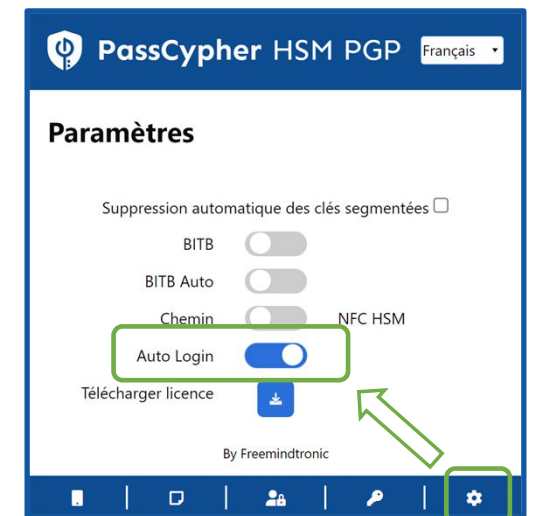 PassCypher HSM PGP Français
Paramètres
Suppression automatique des clés segmentées
BITB
BITB Auto
Chemin NFC HSM
Auto Login
Télécharger licence
By Freemindtronic